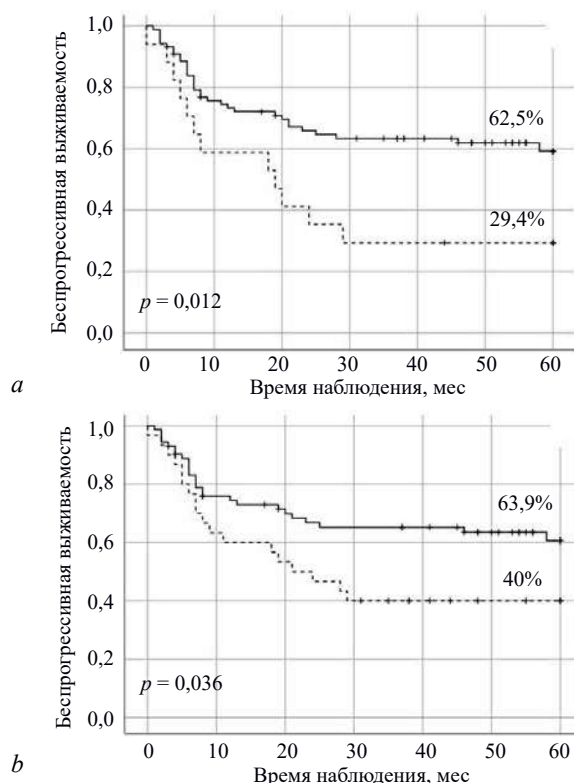 Беспрогрессивная выживаемость
1,0
0,8
0,6
0,4
0,2
0,0
62,5%
29,4%
p = 0,012
0 10 20 30 40 50 60
Время наблюдения, мес
a
Беспрогрессивная выживаемость
1,0
0,8
0,6
0,4
0,2
0,0
63,9%
40%
p = 0,036
0 10 20 30 40 50 60
Время наблюдения, мес
b